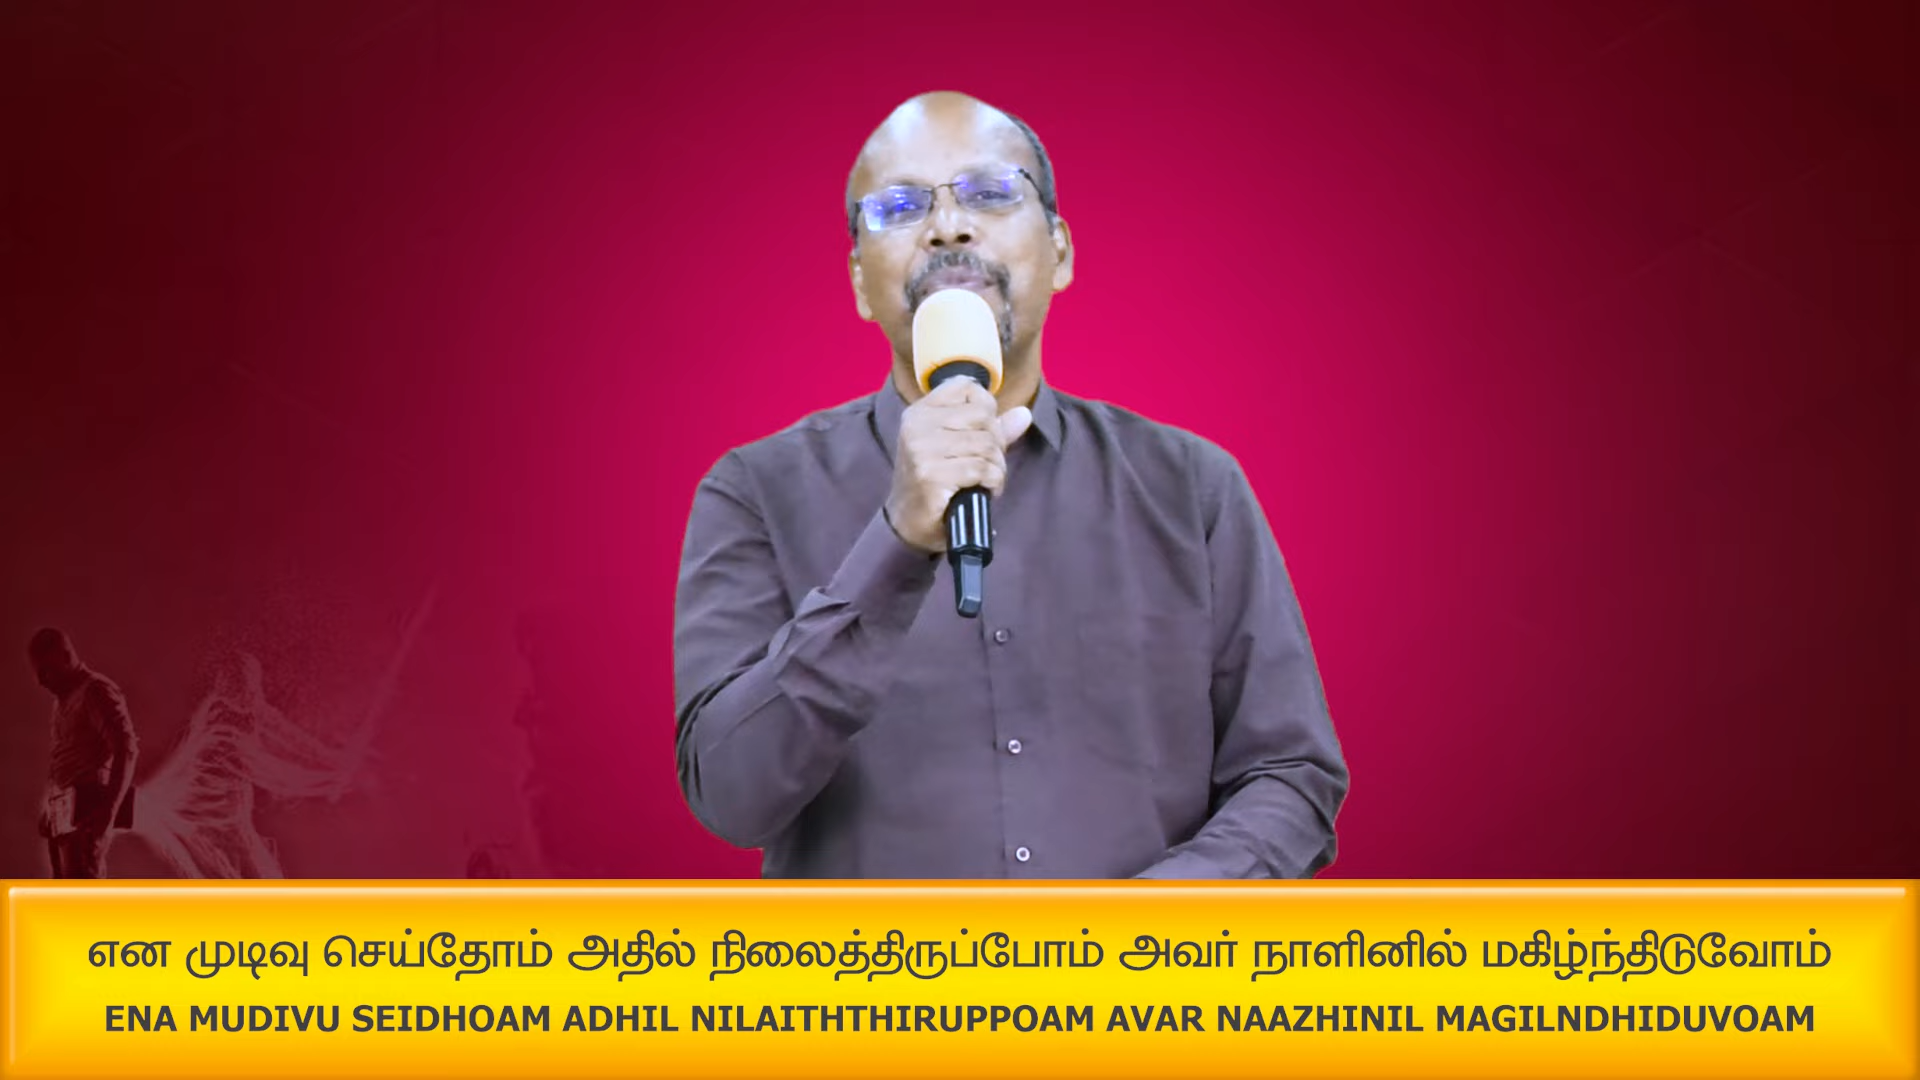 என முடிவு செய்தோம் அதில் நிலைத்திருப்போம் அவர் நாளினில் மகிழ்ந்திடுவோம்
ENA MUDIVU SEIDHOAM ADHIL NILAITHTHIRUPPOAM AVAR NAAZHINIL MAGILNDHIDUVOAM